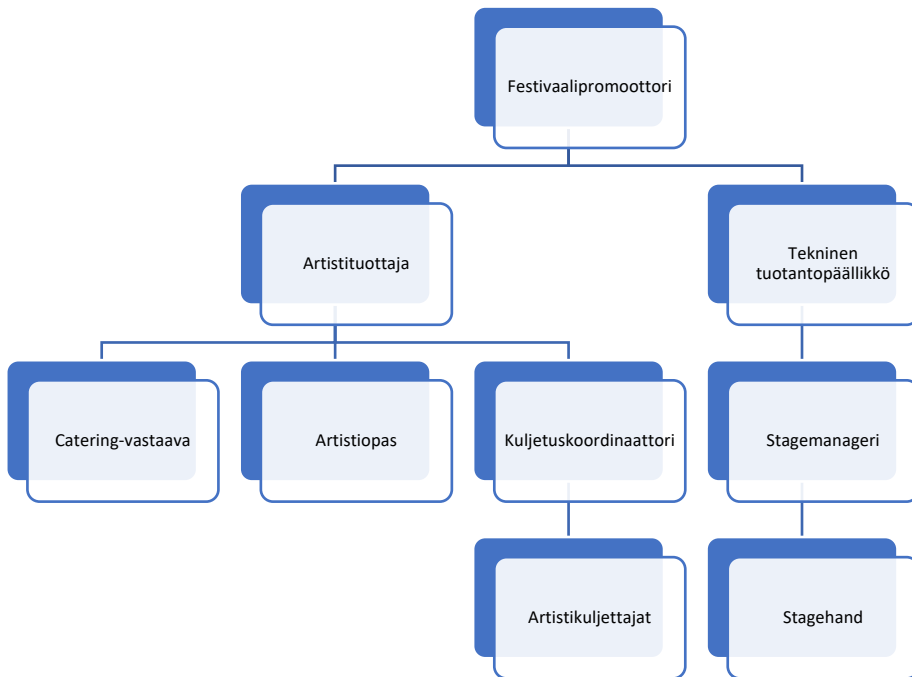 Festivaalipromoottori
Artistituottaja
Tekninen
tuotantopäällikkö
Catering-vastaava
Artistiopas
Kuljetuskoordinaattori
Stagemanageri
Artistikuljettajat
Stagehand